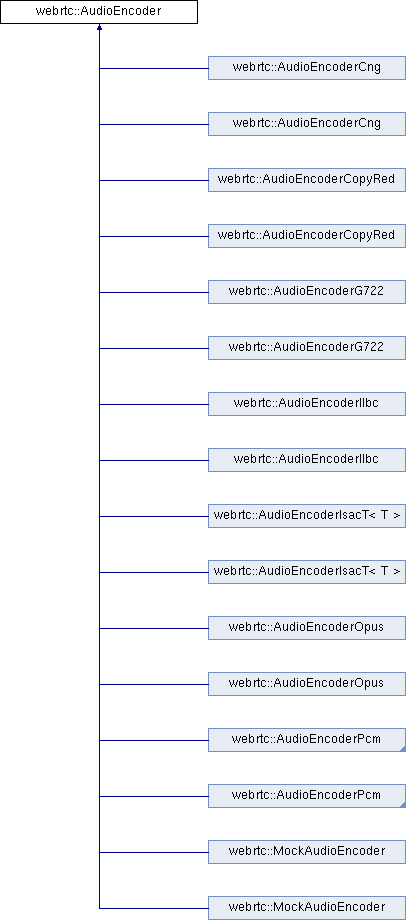 webrtc::AudioEncoder
webrtc::AudioEncoderCng
webrtc::AudioEncoderCng
webrtc::AudioEncoderCopyRed
webrtc::AudioEncoderCopyRed
webrtc::AudioEncoderG722
webrtc::AudioEncoderG722
webrtc::AudioEncoderIlbc
webrtc::AudioEncoderIlbc
webrtc::AudioEncoderIsacT< T >
webrtc::AudioEncoderIsacT< T >
webrtc::AudioEncoderOpus
webrtc::AudioEncoderOpus
webrtc::AudioEncoderPcm
webrtc::AudioEncoderPcm
webrtc::MockAudioEncoder
webrtc::MockAudioEncoder